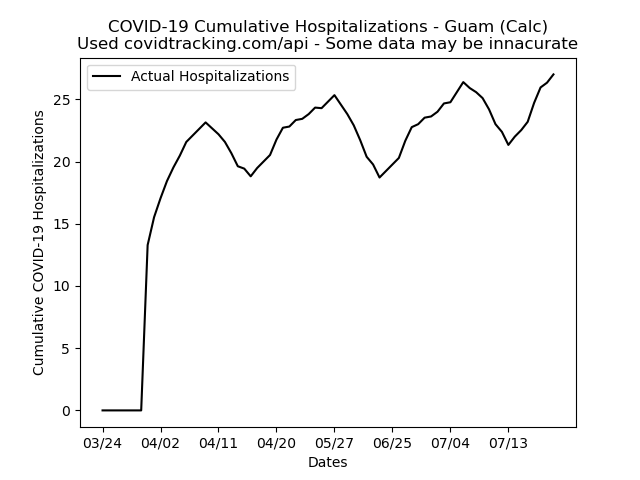 COVID-19 Cumulative Hospitalizations - Guam (Calc)
Used covidtracking.com/api - Some data may be innacurate
Actual Hospitalizations
Cumulative COVID-19 Hospitalizations
25
20
15
10
5
0
03/24 04/02 04/11 04/20 05/27 06/25 07/04 07/13
Dates